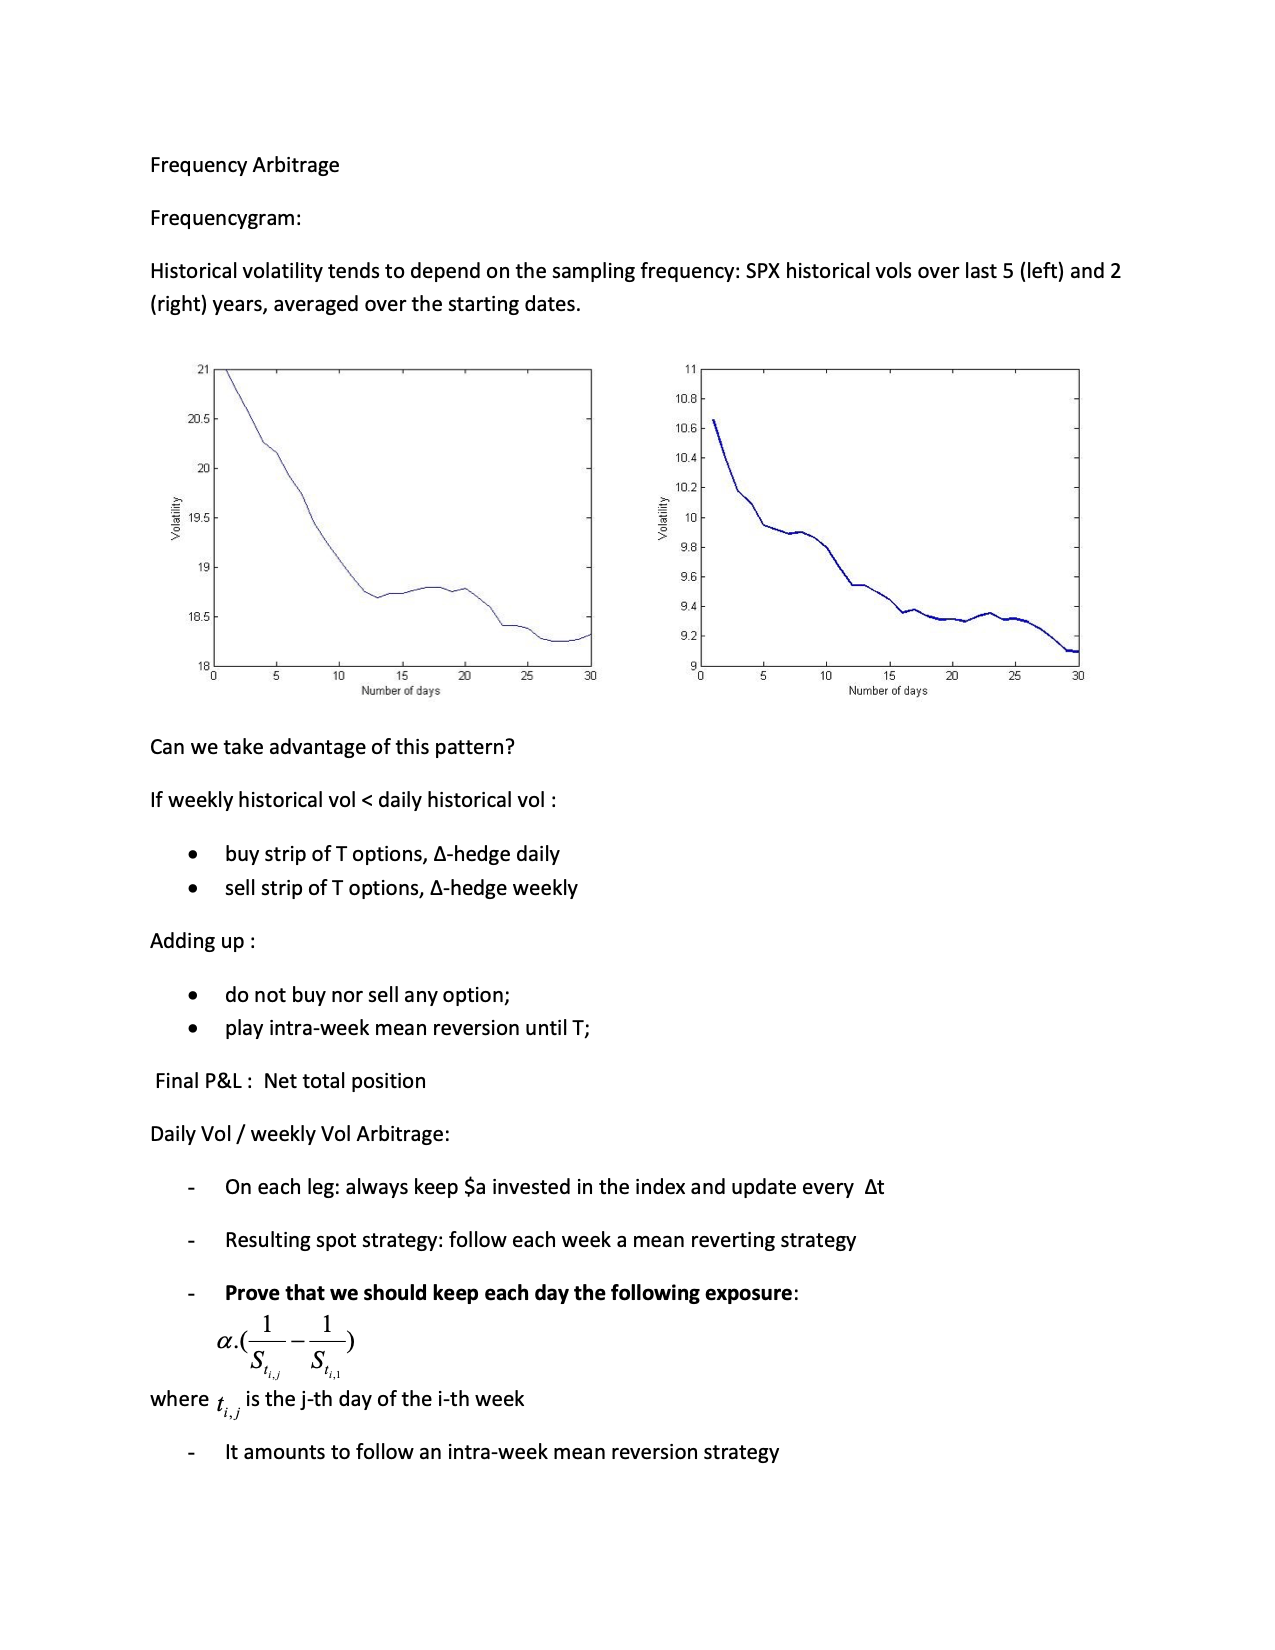 Frequency Arbitrage
Frequencygram:
Historical volatility tends to depend on the sampling frequency: SPX historical vols over last 5 (left) and 2
(right) years, averaged over the starting dates.
21
20.5
20
19.5
19
18.5
18
Volatility
0 5 10 15 20 25 30
Number of days
11
10.8
10.6
10.4
10.2
10
9.8
9.6
9.4
9.2
9
Volatility
0 5 10 15 20 25 30
Number of days
Can we take advantage of this pattern?
If weekly historical vol < daily historical vol :
• buy strip of T options, Δ-hedge daily
• sell strip of T options, Δ-hedge weekly
Adding up :
• do not buy nor sell any option;
• play intra-week mean reversion until T;
Final P&L : Net total position
Daily Vol / weekly Vol Arbitrage:
- On each leg: always keep $a invested in the index and update every Δt
- Resulting spot strategy: follow each week a mean reverting strategy
- Prove that we should keep each day the following exposure:
α.(1/S_{t_{i,j}} − 1/S_{t_{i,1}})
where t_{i,j} is the j-th day of the i-th week
- It amounts to follow an intra-week mean reversion strategy